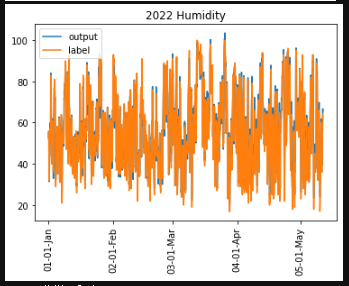 2022 Humidity
output
label
100
80
60
40
20
01-01-Jan
02-01-Feb
03-01-Mar
04-01-Apr
05-01-May